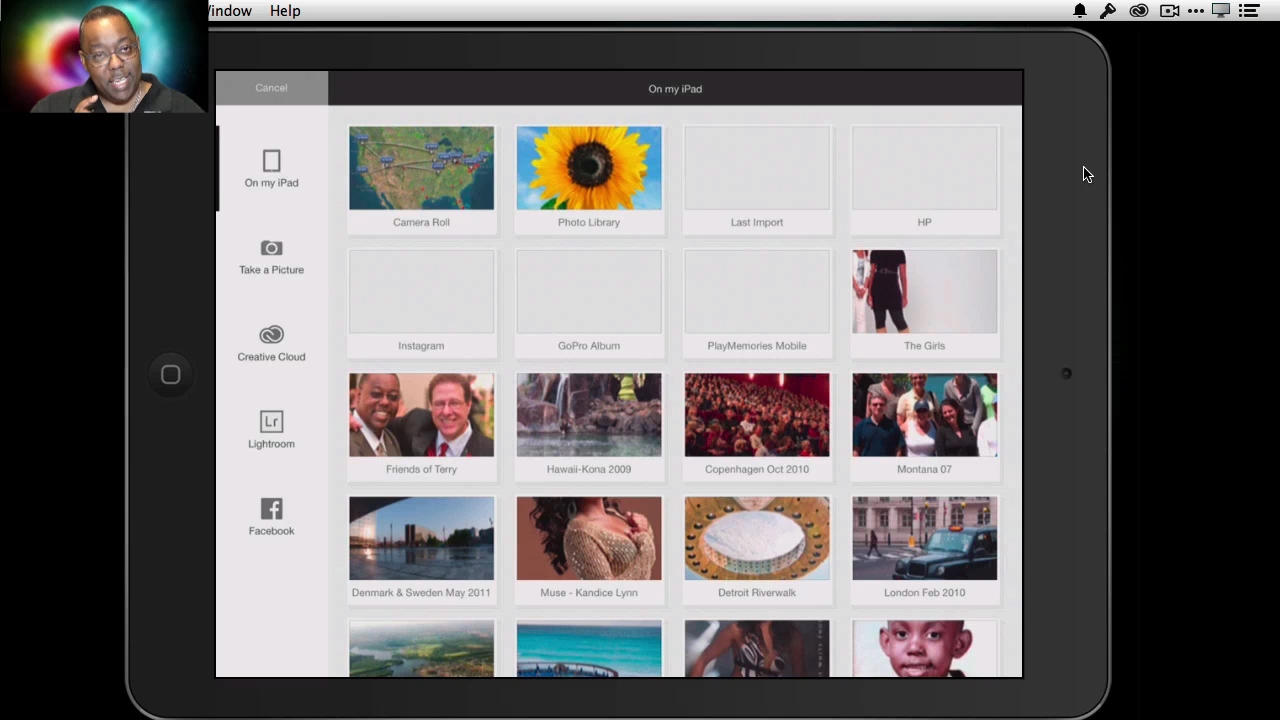 Window Help
Cancel
On my iPad
On my iPad
Take a Picture
Creative Cloud
Lr
Lightroom
Facebook
Camera Roll
Photo Library
Last Import
HP
Instagram
GoPro Album
PlayMemories Mobile
The Girls
Friends of Terry
Hawaii-Kona 2009
Copenhagen Oct 2010
Montana 07
Denmark & Sweden May 2011
Muse - Kandice Lynn
Detroit Riverwalk
London Feb 2010